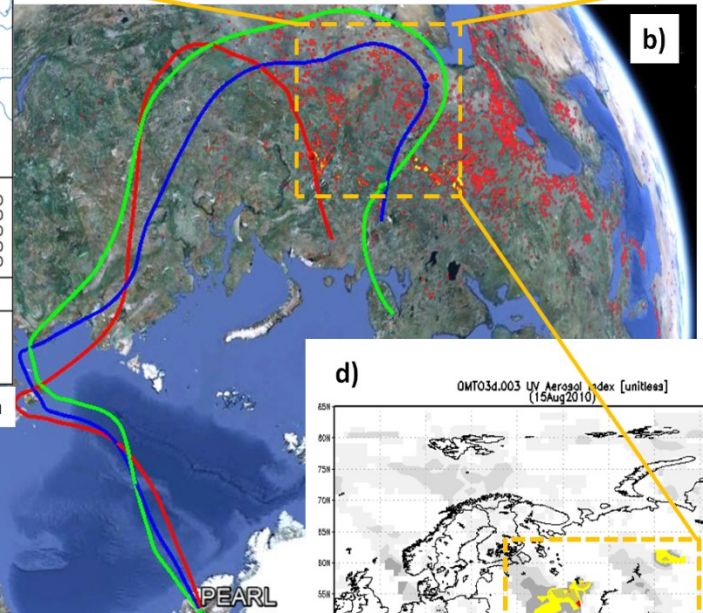 b)
d)
OMTO3d.003 UV Aerosol Index [unitless]
(15Aug2010)
85N
80N
75N
70N
65N
60N
55N
PEARL